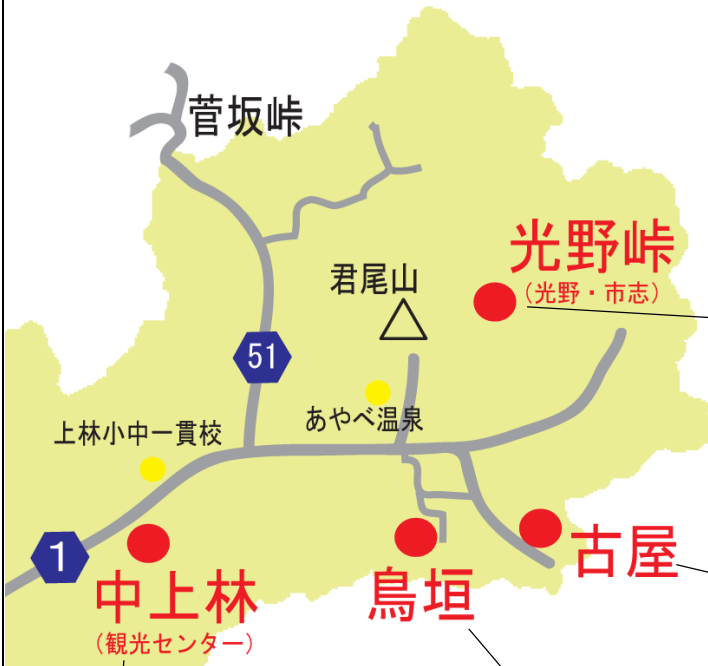 菅坂峠
光野峠
(光野・市志)
君尾山
51
あやべ温泉
上林小中一貫校
1
古屋
鳥垣
中上林
(観光センター)